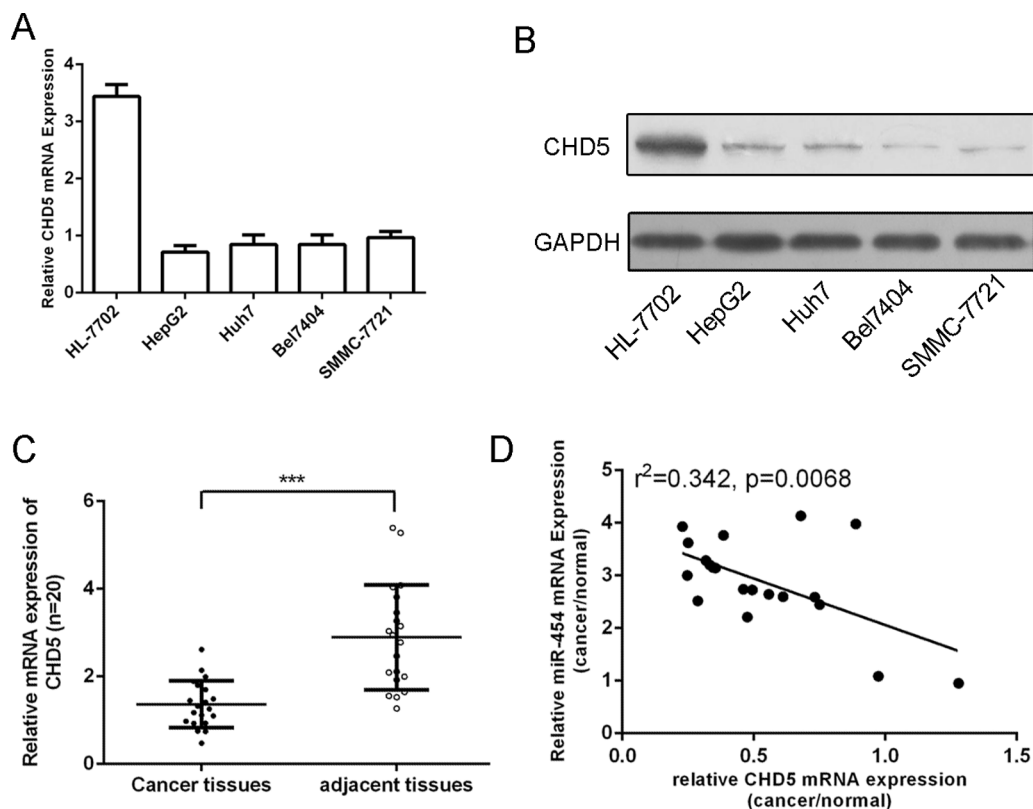 A
Relative CHD5 mRNA Expression
4
3
2
1
0
HL-7702
HepG2
Huh7
Bel7404
SMMC-7721
B
CHD5
GAPDH
HL-7702
HepG2
Huh7
Bel7404
SMMC-7721
C
Relative mRNA expression of
CHD5 (n=20)
6
4
2
0
***
Cancer tissues
adjacent tissues
D
Relative miR-454 mRNA Expression
(cancer/normal)
5
4
3
2
1
0
r²=0.342, p=0.0068
0.0
0.5
1.0
1.5
relative CHD5 mRNA expression
(cancer/normal)